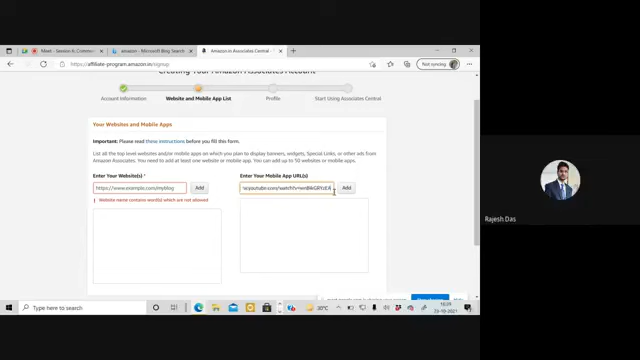 Meet - Session 6: Commu
amazon - Microsoft Bing Search
Amazon.in Associates Central -
https://affiliate-program.amazon.in/signup
Not syncing
Creating Your Amazon Associates Account
Account Information
Website and Mobile App List
Profile
Start Using Associates Central
Your Websites and Mobile Apps
Important: Please read these instructions before you fill this form.
List all the top level websites and/or mobile apps on which you plan to display banners, widgets, Special Links, or other ads from
Amazon Associates. You need to add at least one website or mobile app. You can add up to 50 websites or mobile apps.
Enter Your Website(s)
Enter Your Mobile App URL(s)
https://www.example.com/myblog
Add
Add
Website name contains word(s) which are not allowed
Rajesh Das
Type here to search
30°C
ENG
23-10-2021